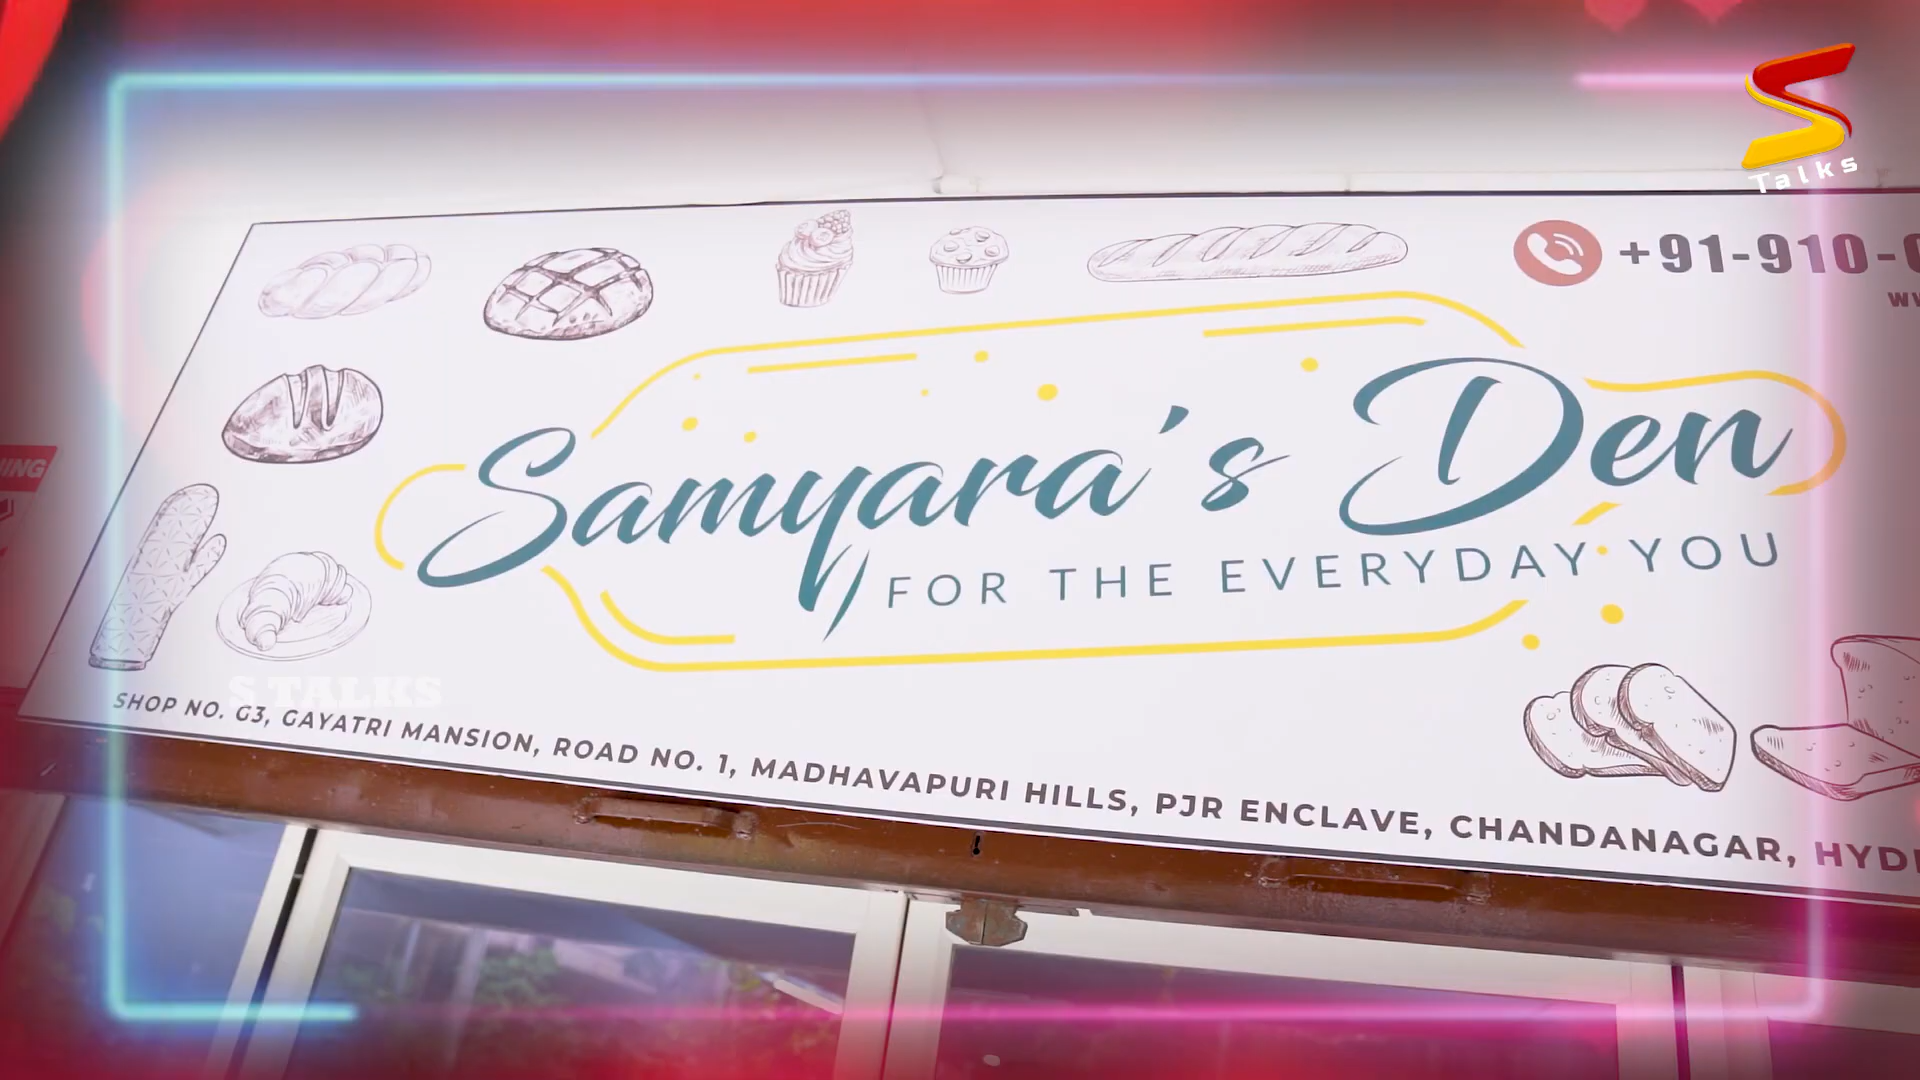 S
Talks
+91-910-
Samyara's Den
FOR THE EVERYDAY YOU
S TALKS
SHOP NO. G3, GAYATRI MANSION, ROAD NO. 1, MADHAVAPURI HILLS, PJR ENCLAVE, CHANDANAGAR,